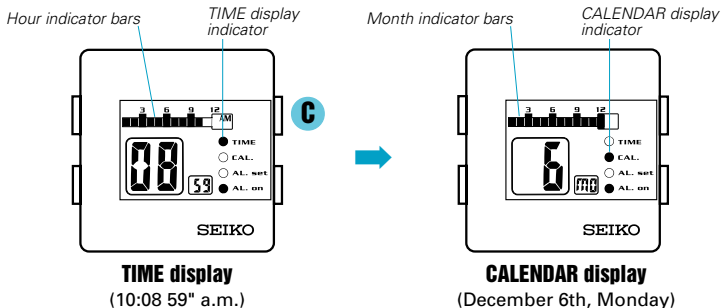 Hour indicator bars
TIME display
indicator
Month indicator bars
CALENDAR display
indicator
3 6 9 12
AM
TIME
CAL.
AL. set
AL. on
08 59
SEIKO
C
3 6 9 12
TIME
CAL.
AL. set
AL. on
6 MO
SEIKO
TIME display
(10:08 59" a.m.)
CALENDAR display
(December 6th, Monday)